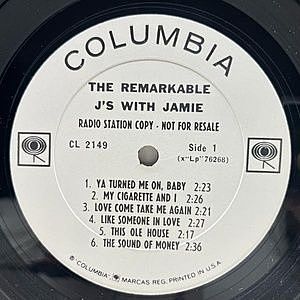 COLUMBIA
THE REMARKABLE
J'S WITH JAMIE
RADIO STATION COPY - NOT FOR RESALE
CL 2149
Side 1
(x"Lp"76268)
1. YA TURNED ME ON, BABY 2:23
2. MY CIGARETTE AND I 2:26
3. LOVE COME TAKE ME AGAIN 2:21
4. LIKE SOMEONE IN LOVE 2:29
5. THIS OLE HOUSE 2:17
6. THE SOUND OF MONEY 2:36
® "COLUMBIA", MARCAS REG. PRINTED IN U.S.A.